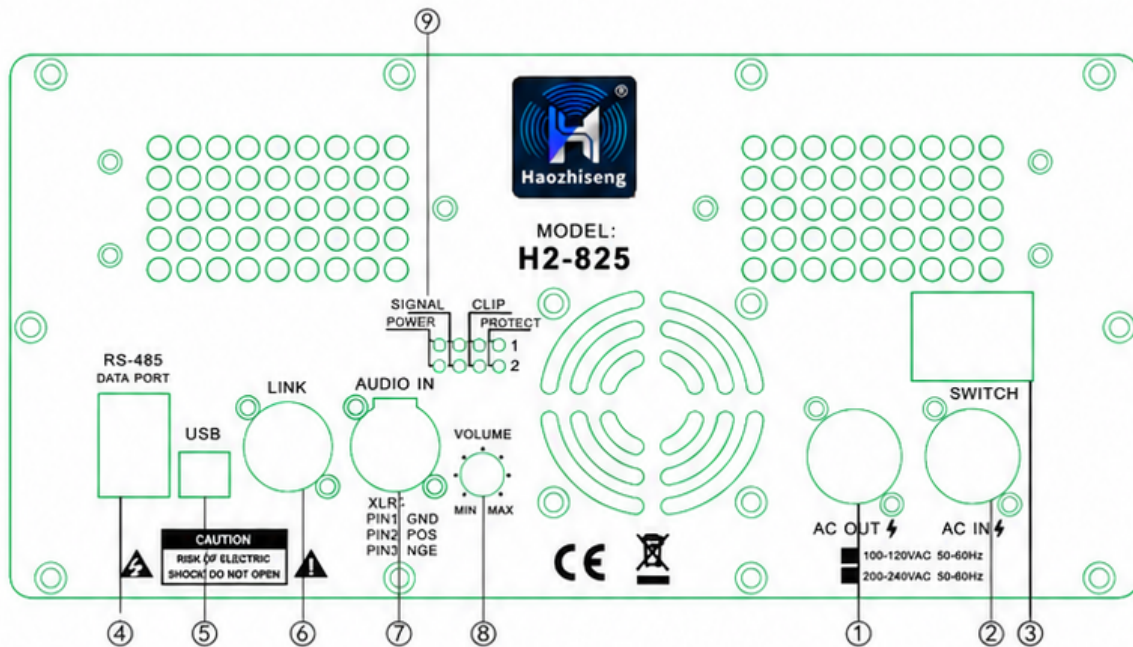 ⑨
®
Haozhiseng
MODEL:
H2-825
SIGNAL CLIP
POWER PROTECT
1
2
RS-485
DATA PORT
USB
LINK
AUDIO IN
VOLUME
MIN MAX
XLR:
PIN1 GND
PIN2 POS
PIN3 NGE
CAUTION
RISK OF ELECTRIC
SHOCK DO NOT OPEN
CE
SWITCH
AC OUT AC IN
100-120VAC 50-60Hz
200-240VAC 50-60Hz
④ ⑤ ⑥ ⑦ ⑧ ① ② ③